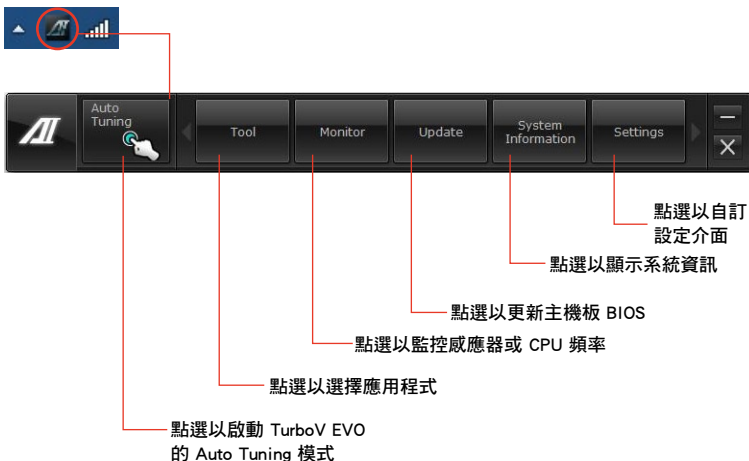 Auto
Tuning
Tool
Monitor
Update
System
Information
Settings
點選以自訂
設定介面
點選以顯示系統資訊
點選以更新主機板 BIOS
點選以監控感應器或 CPU 頻率
點選以選擇應用程式
點選以啟動 TurboV EVO
的 Auto Tuning 模式